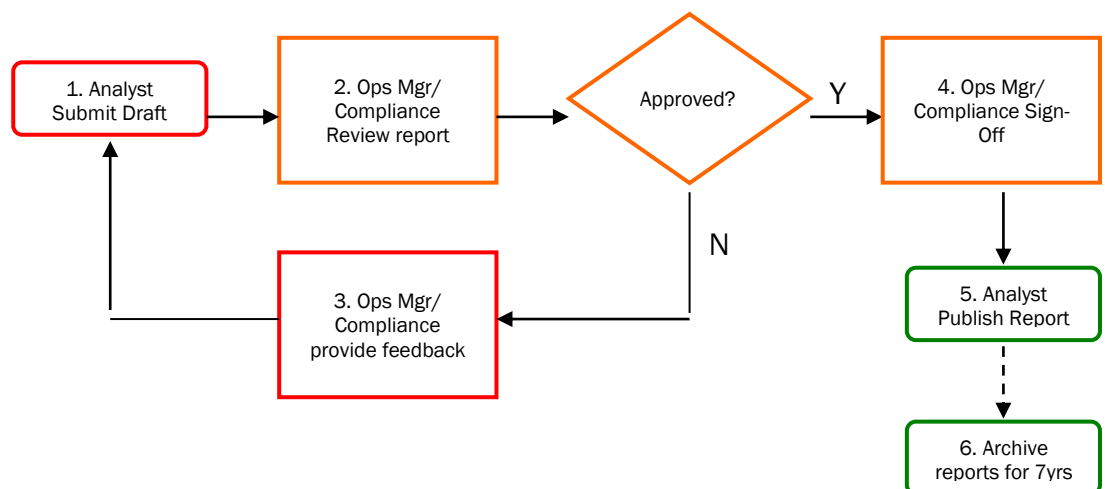 1. Analyst
Submit Draft
2. Ops Mgr/
Compliance
Review report
Approved?
Y
4. Ops Mgr/
Compliance Sign-
Off
N
3. Ops Mgr/
Compliance
provide feedback
5. Analyst
Publish Report
6. Archive
reports for 7yrs